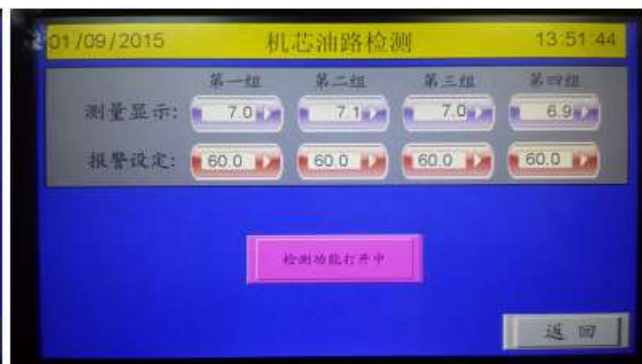 01/09/2015 机芯油路检测 13:51:44
第一组 第二组 第三组 第四组
测量显示: 7.0 7.1 7.0 6.9
报警设定: 60.0 60.0 60.0 60.0
检测功能打开中
返回